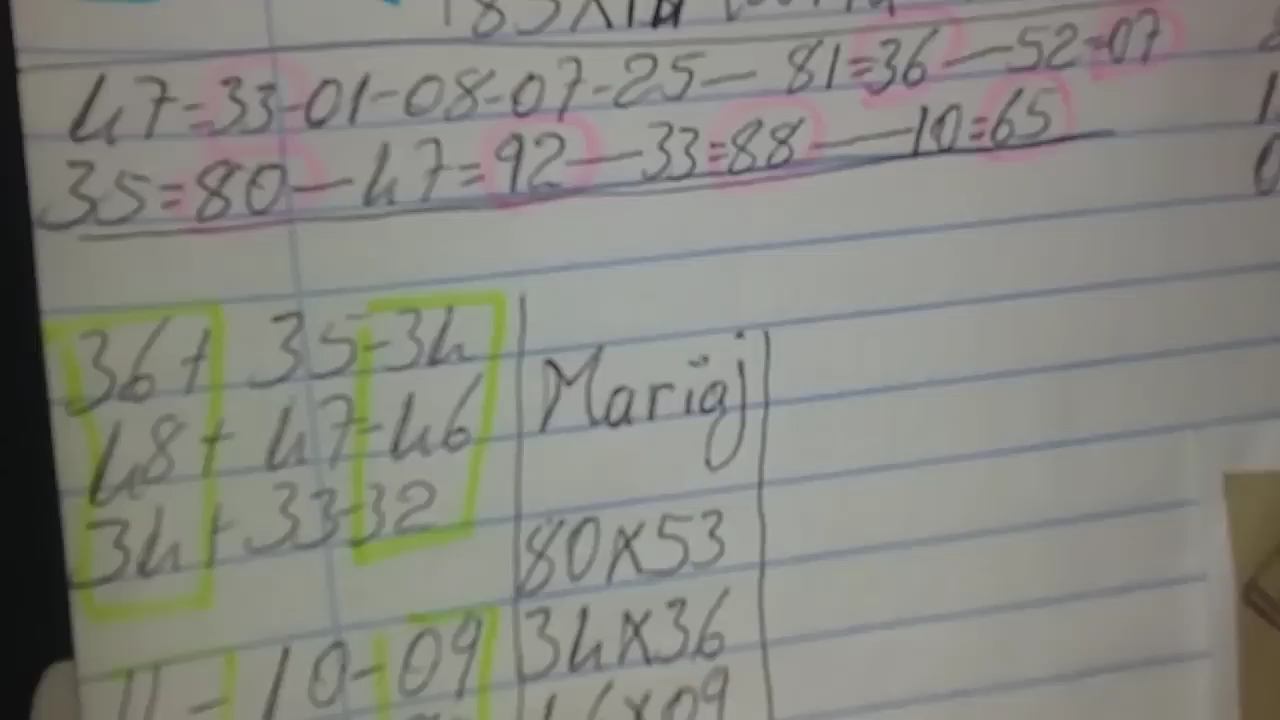 47=33-01-08-07-25- 81=36-52=07
35=80-47=92-33=88-10=65
36+ 35-34
48+ 47-46
34+ 33-32
Marigj
80X53
34X36
11- 10-09